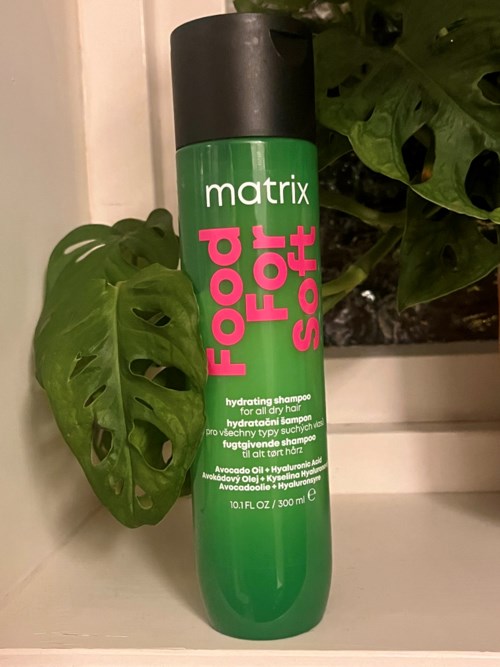 matrix
Food
For
Soft
hydrating shampoo
for all dry hair
hydratační šampon
pro všechny typy suchých vlasů
fugtgivende shampoo
til alt tørt hårz
Avocado Oil + Hyaluronic Acid
Avokádový Olej + Kyselina Hyaluronová
Avocadoolie + Hyaluronsyre
10.1 FL OZ / 300 ml ℮